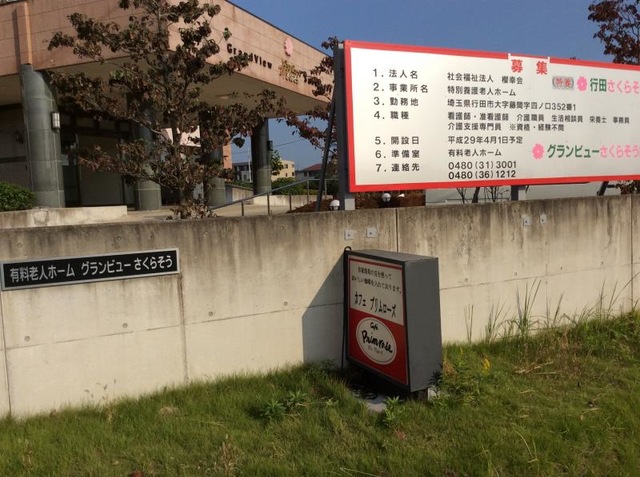 Grandview
募集
1. 法人名 社会福祉法人 櫻幸会
2. 事業所名 特別養護老人ホーム
(特養) 行田さくらそ
3. 勤務地 埼玉県行田市大字藤間字四ノ口352番1
4. 職種 看護師・准看護師 介護職員 生活相談員 栄養士 事務員
介護支援専門員 ※資格・経験不問
5. 開設日 平成29年4月1日予定
6. 準備室 有料老人ホーム
グランビューさくらそう
7. 連絡先 0480(31)3001
0480(36)1212
有料老人ホーム グランビュー さくらそう
カフェ プリムローズ
Cafe
Primrose